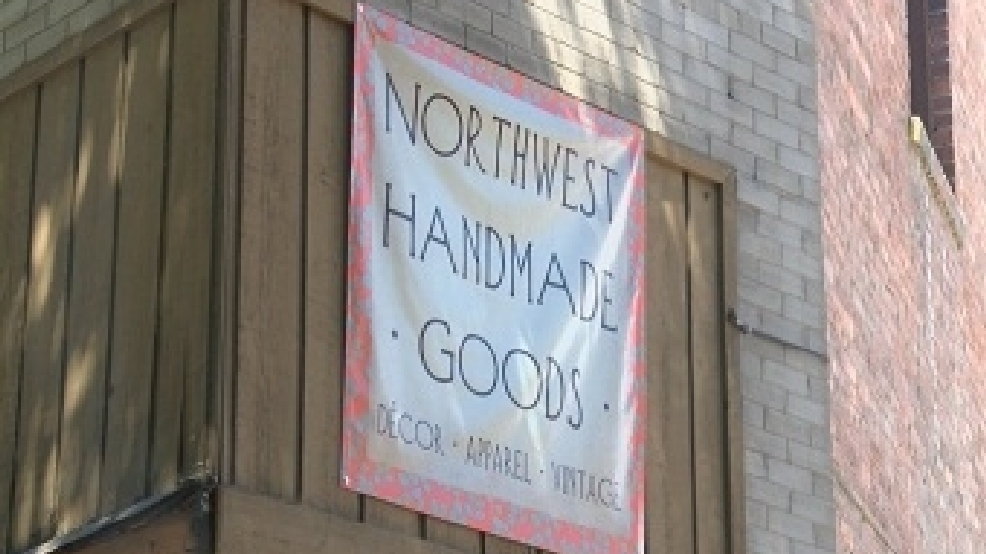 NORTHWEST
HANDMADE
· GOODS ·
DÉCOR · APPAREL · VINTAGE